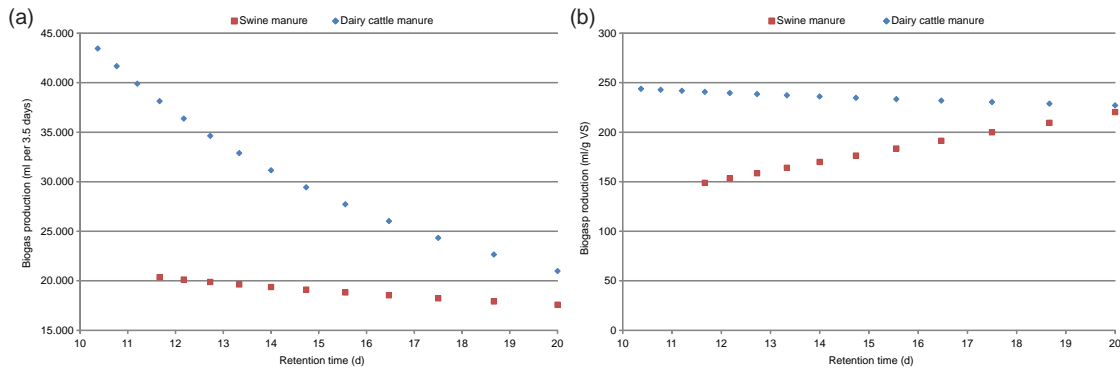 (a)
Swine manure
Dairy cattle manure
Biogas production (ml per 3.5 days)
45.000
40.000
35.000
30.000
25.000
20.000
15.000
10 11 12 13 14 15 16 17 18 19 20
Retention time (d)
(b)
Swine manure
Dairy cattle manure
Biogasp roduction (ml/g VS)
300
250
200
150
100
50
0
10 11 12 13 14 15 16 17 18 19 20
Retention time (d)